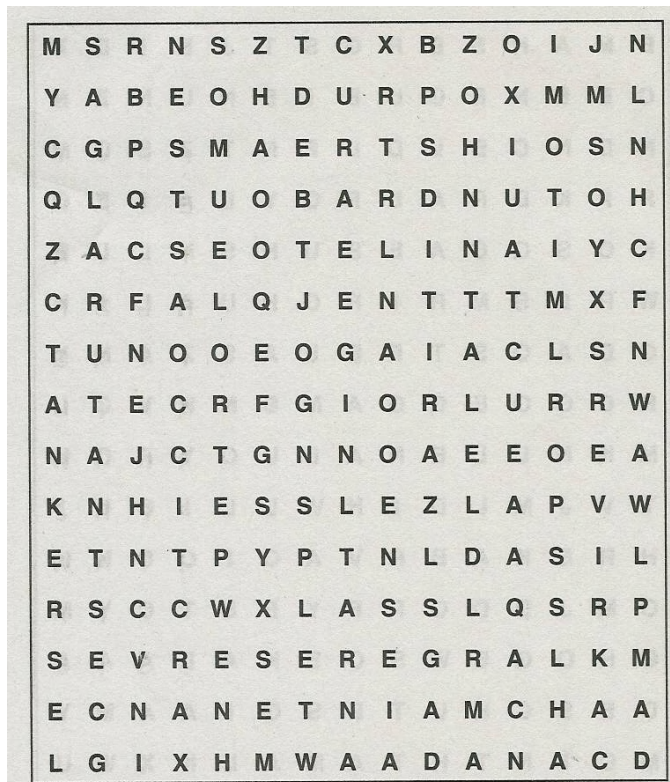 M S R N S Z T C X B Z O I J N
Y A B E O H D U R P O X M M L
C G P S M A E R T S H I O S N
Q L Q T U O B A R D N U T O H
Z A C S E O T E L I N A I Y C
C R F A L Q J E N T T T M X F
T U N O O E O G A I A C L S N
A T E C R F G I O R L U R R W
N A J C T G N N O A E E O E A
K N H I E S S L E Z L A P V W
E T N T P Y P T N L D A S I L
R S C C W X L A S S L Q S R P
S E V R E S E R E G R A L K M
E C N A N E T N I A M C H A A
L G I X H M W A A D A N A C D